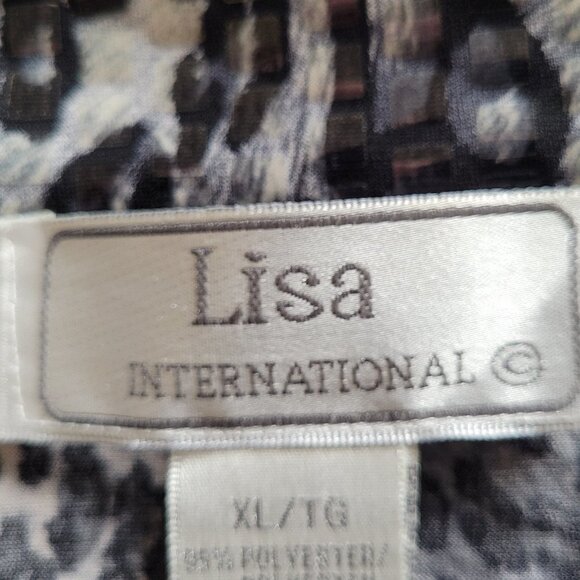 Lisa
INTERNATIONAL ©
XL/TG
95% POLYESTER/